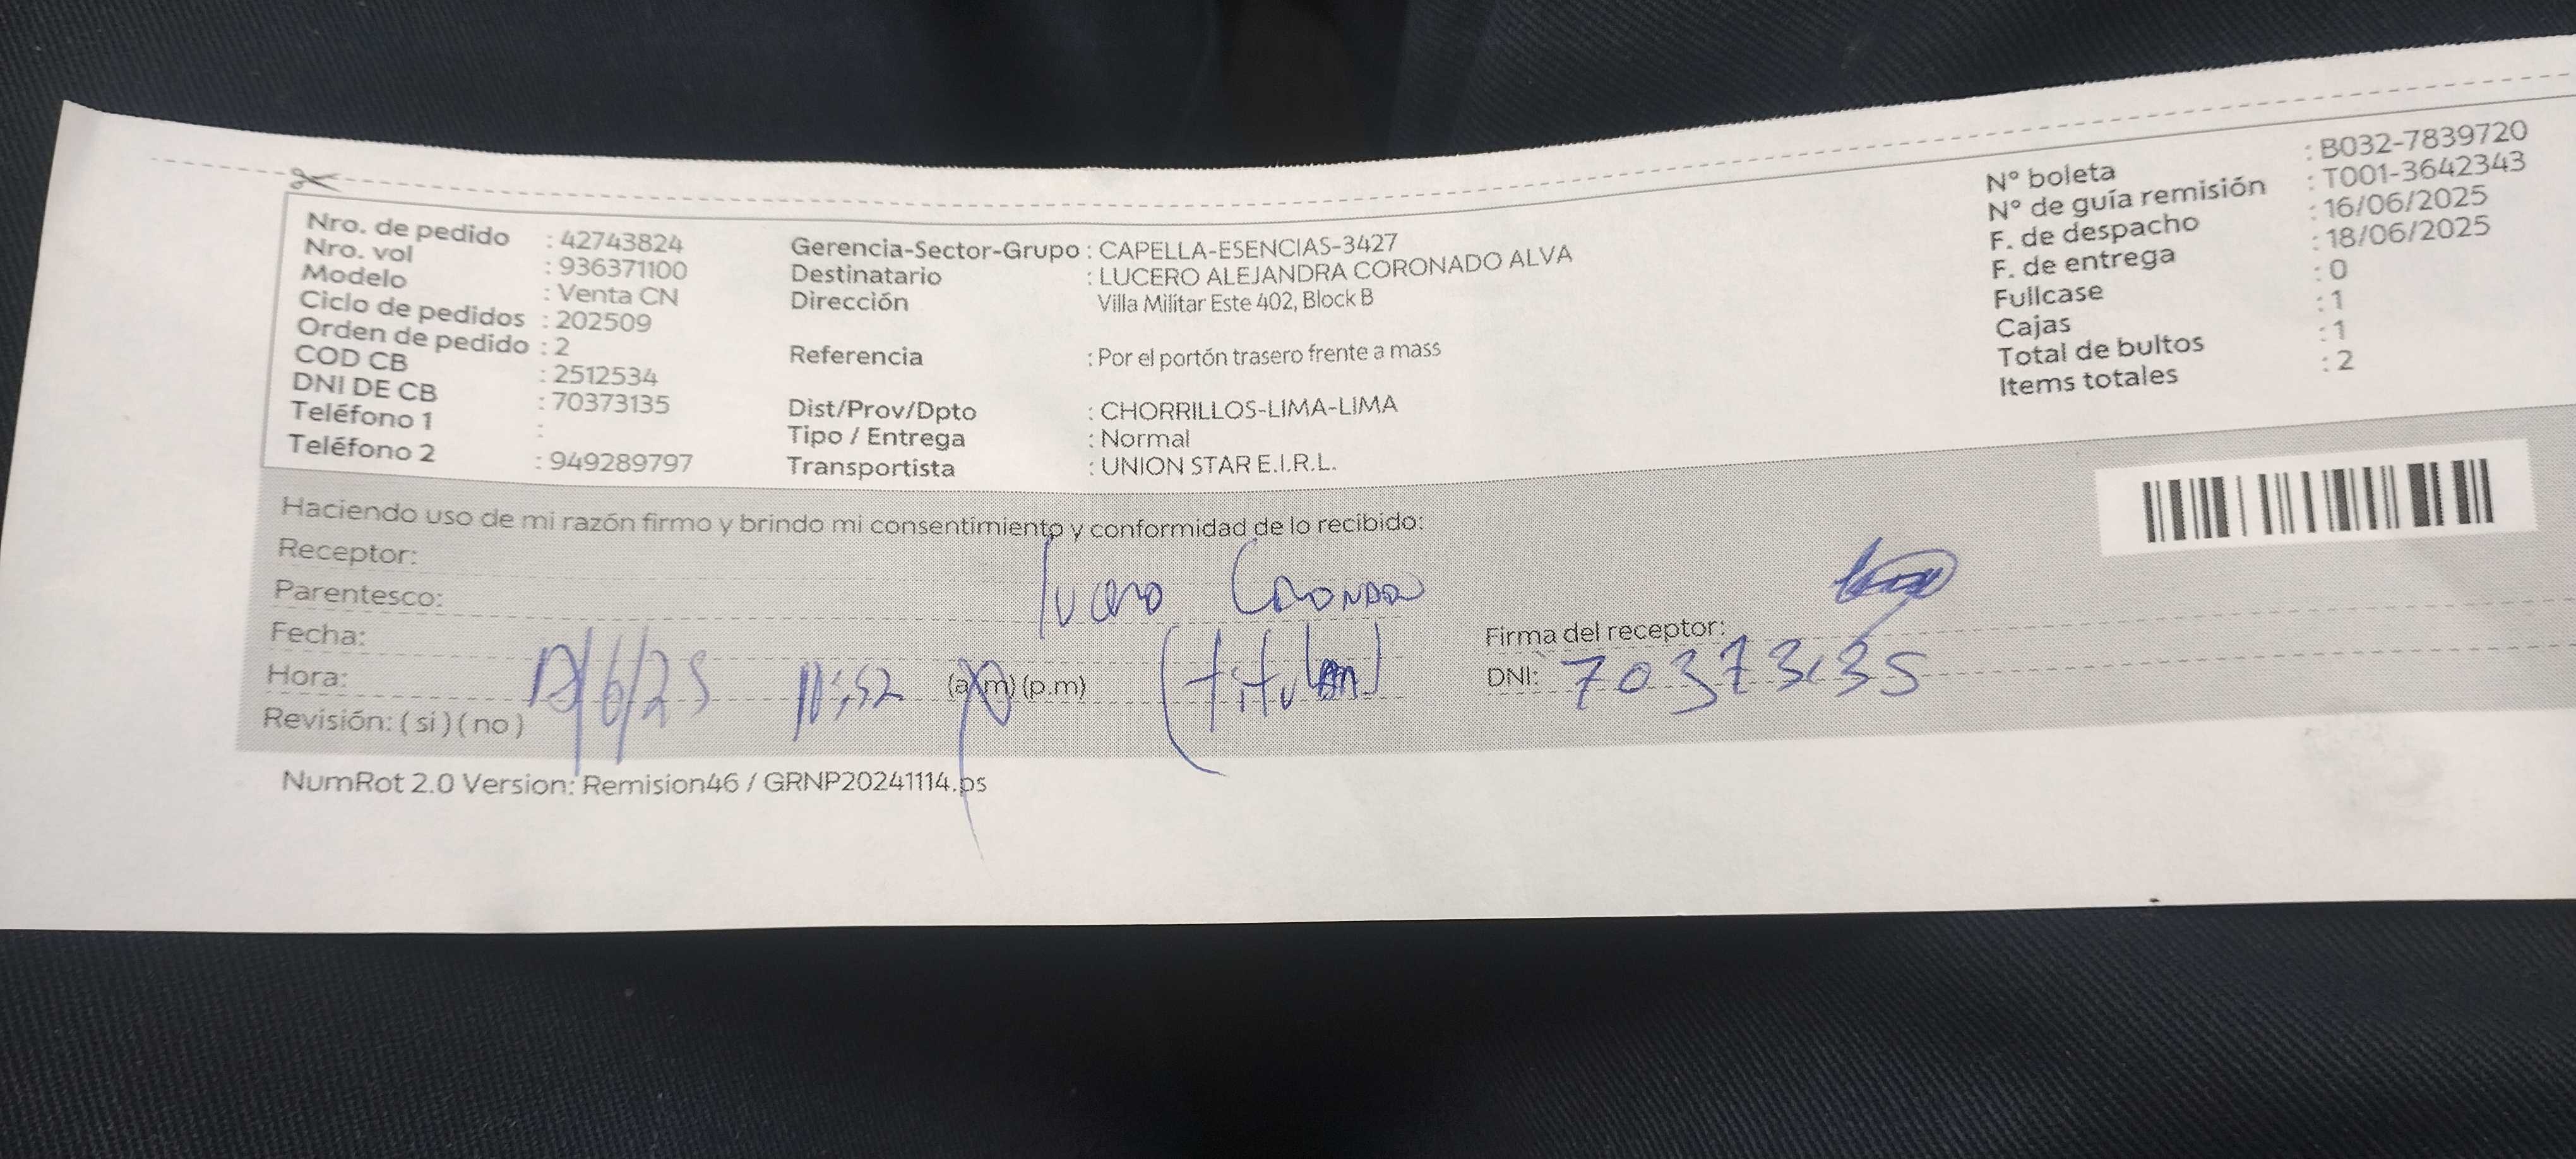 Nro. de pedido : 42743824
Nro. vol : 936371100
Modelo : Venta CN
Ciclo de pedidos : 202509
Orden de pedido : 2
COD CB : 2512534
DNI DE CB : 70373135
Teléfono 1 :
Teléfono 2 : 949289797
Gerencia-Sector-Grupo : CAPELLA-ESENCIAS-3427
Destinatario : LUCERO ALEJANDRA CORONADO ALVA
Dirección Villa Militar Este 402, Block B
Referencia : Por el portón trasero frente a mass
Dist/Prov/Dpto : CHORRILLOS-LIMA-LIMA
Tipo / Entrega : Normal
Transportista : UNION STAR E.I.R.L.
N° boleta : B032-7839720
N° de guía remisión : T001-3642343
F. de despacho : 16/06/2025
F. de entrega : 18/06/2025
Fullcase : 0
Cajas : 1
Total de bultos : 1
Items totales : 2
Haciendo uso de mi razón firmo y brindo mi consentimiento y conformidad de lo recibido:
Receptor:
Parentesco: lucero Coronado
Fecha: Firma del receptor:
Hora: /6/25 11:52 (a.m) (p.m) (titular) DNI: 70373135
Revisión: ( si ) ( no )
NumRot 2.0 Version: Remision46 / GRNP20241114.ps